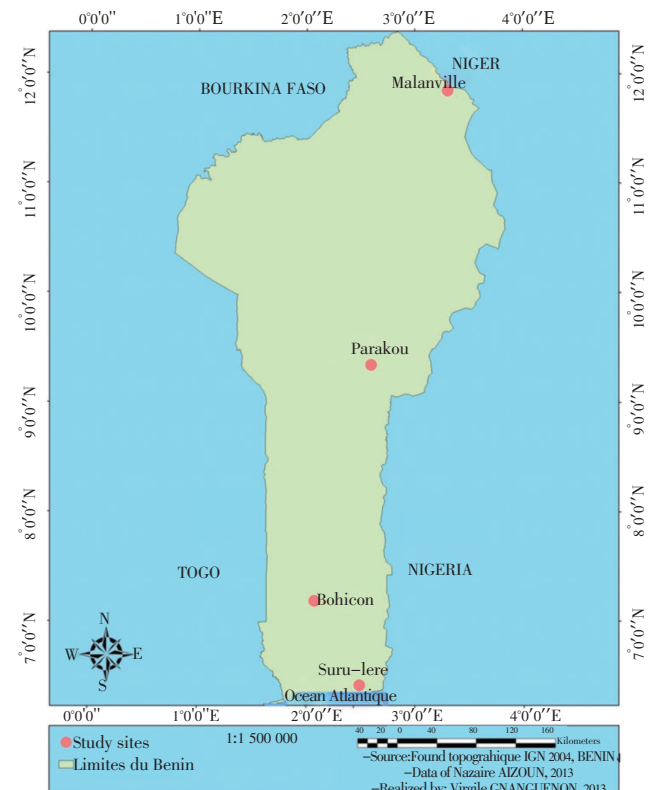 0°0'0" 1°0'0"E 2°0'0"E 3°0'0"E 4°0'0"E
12°0'0"N 12°0'0"N
NIGER
BOURKINA FASO
Malanville
11°0'0"N 11°0'0"N
10°0'0"N 10°0'0"N
Parakou
9°0'0"N 9°0'0"N
8°0'0"N 8°0'0"N
TOGO
NIGERIA
Bohicon
7°0'0"N 7°0'0"N
N
W E
S
Suru-lere
Ocean Atlantique
0°0'0" 1°0'0"E 2°0'0"E 3°0'0"E 4°0'0"E
Study sites
Limites du Benin
1:1 500 000
40 20 0 40 80 120 160
Kilometers
-Source:Found topograhique IGN 2004, BENIN
-Data of Nazaire AIZOUN, 2013
-Realized by: Virgile GNANGUENON, 2013